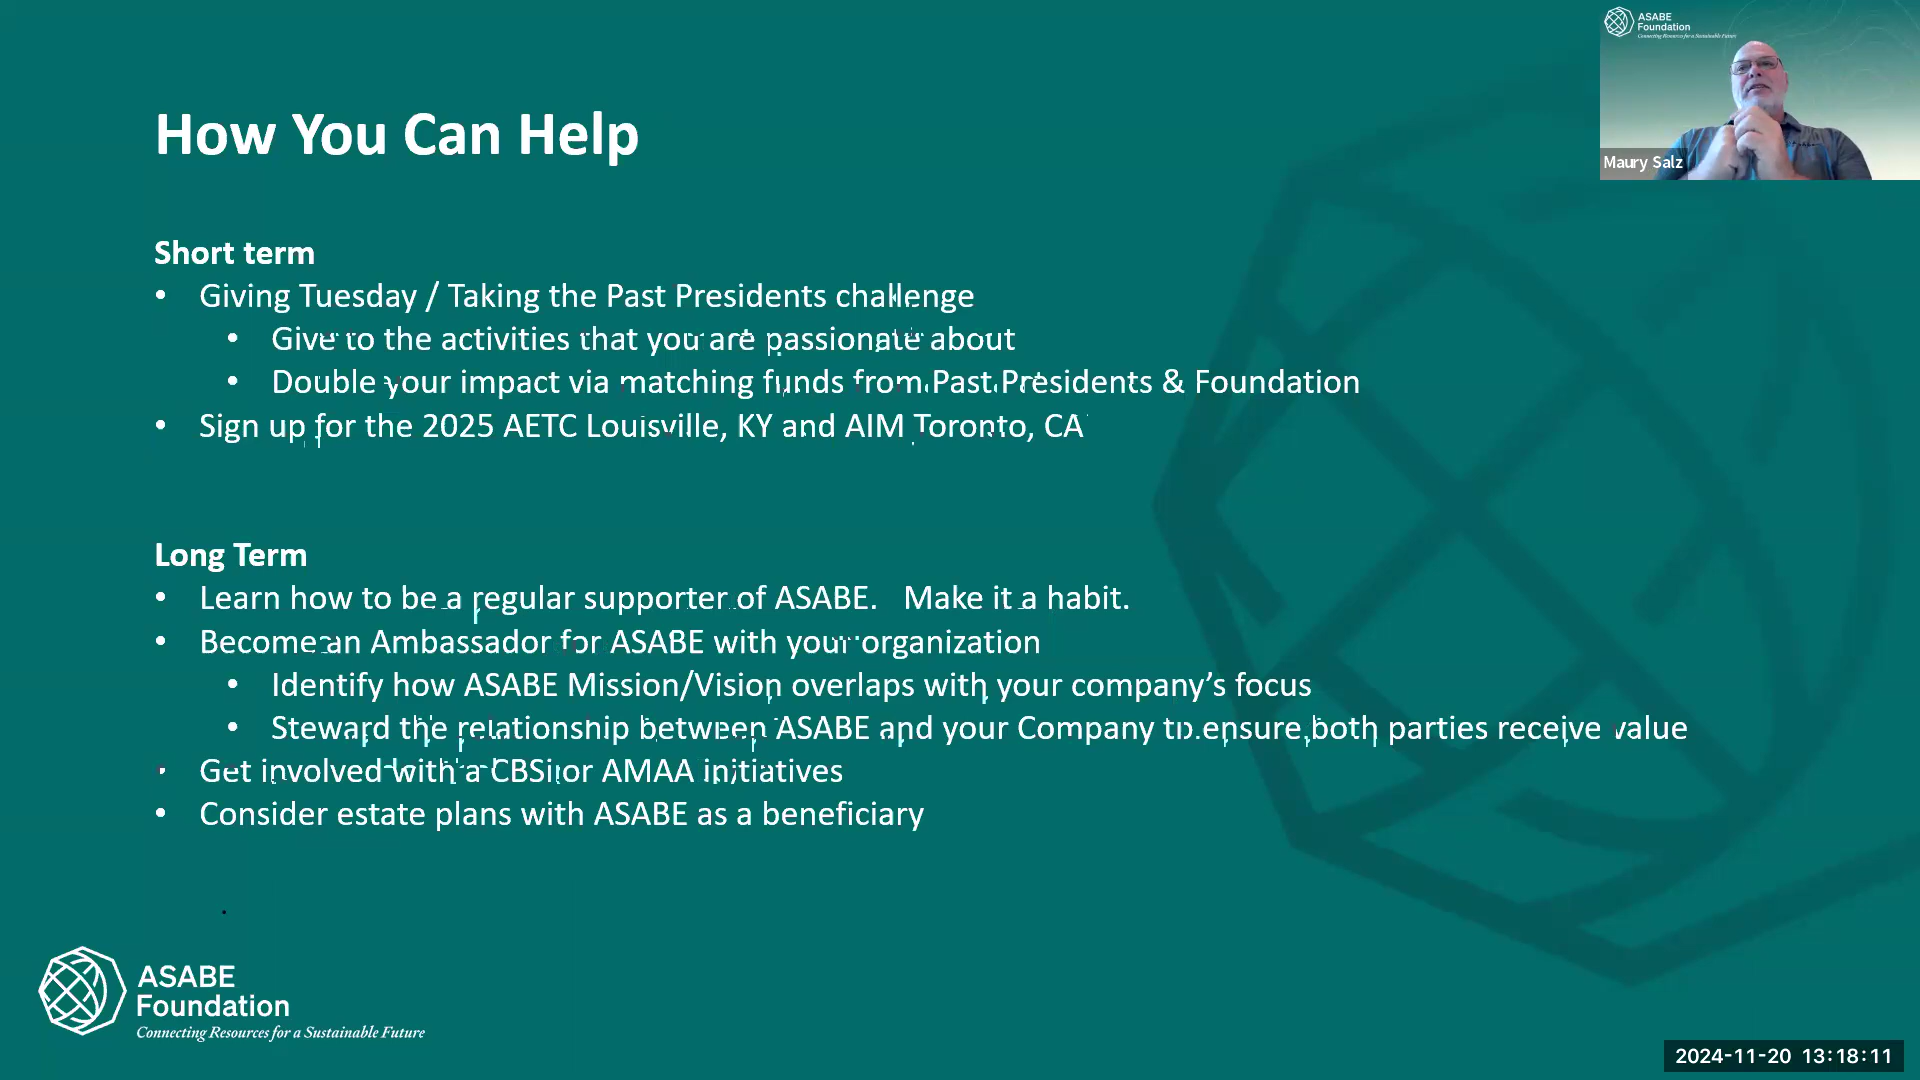 ASABE
Foundation
Connecting Resources for a Sustainable Future
Maury Salz
How You Can Help
Short term
• Giving Tuesday / Taking the Past Presidents challenge
• Give to the activities that you are passionate about
• Double your impact via matching funds from Past Presidents & Foundation
• Sign up for the 2025 AETC Louisville, KY and AIM Toronto, CA
Long Term
• Learn how to be a regular supporter of ASABE. Make it a habit.
• Become an Ambassador for ASABE with your organization
• Identify how ASABE Mission/Vision overlaps with your company’s focus
• Steward the relationship between ASABE and your Company to ensure both parties receive value
• Get involved with a CBSi or AMAA initiatives
• Consider estate plans with ASABE as a beneficiary
ASABE
Foundation
Connecting Resources for a Sustainable Future
2024-11-20 13:18:11